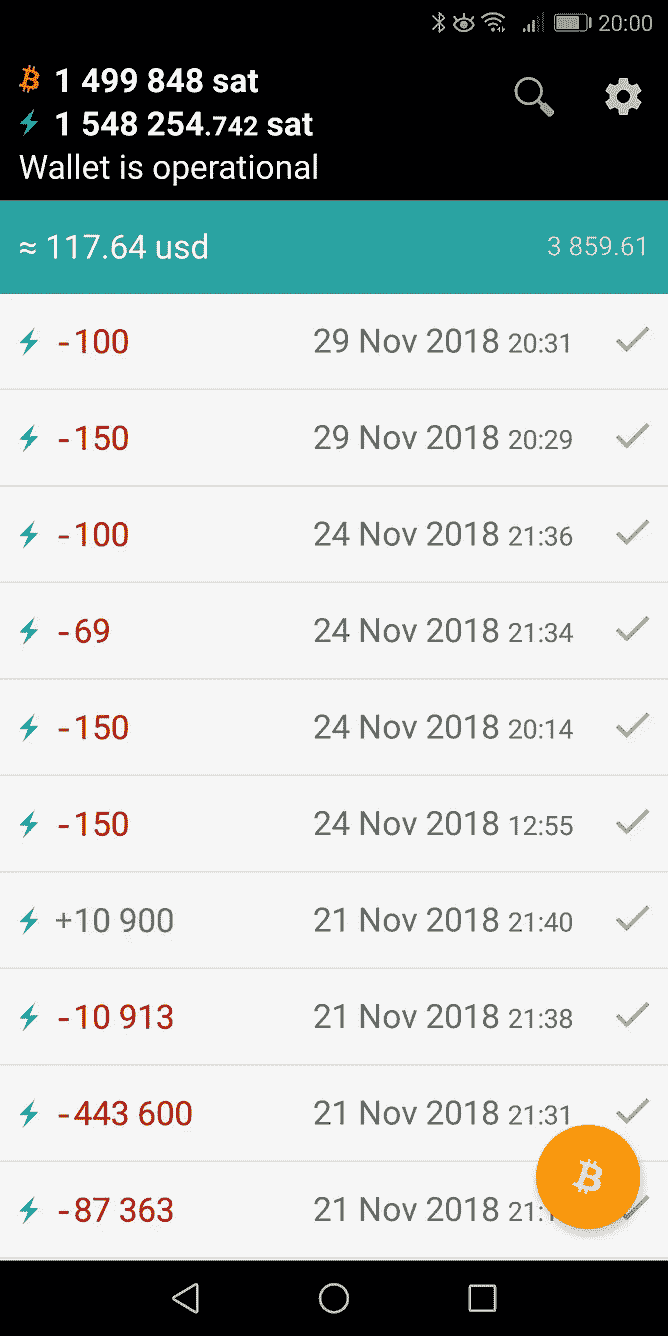 20:00
1 499 848 sat
1 548 254.742 sat
Wallet is operational
≈ 117.64 usd 3 859.61
-100 29 Nov 2018 20:31
-150 29 Nov 2018 20:29
-100 24 Nov 2018 21:36
-69 24 Nov 2018 21:34
-150 24 Nov 2018 20:14
-150 24 Nov 2018 12:55
+10 900 21 Nov 2018 21:40
-10 913 21 Nov 2018 21:38
-443 600 21 Nov 2018 21:31
-87 363 21 Nov 2018